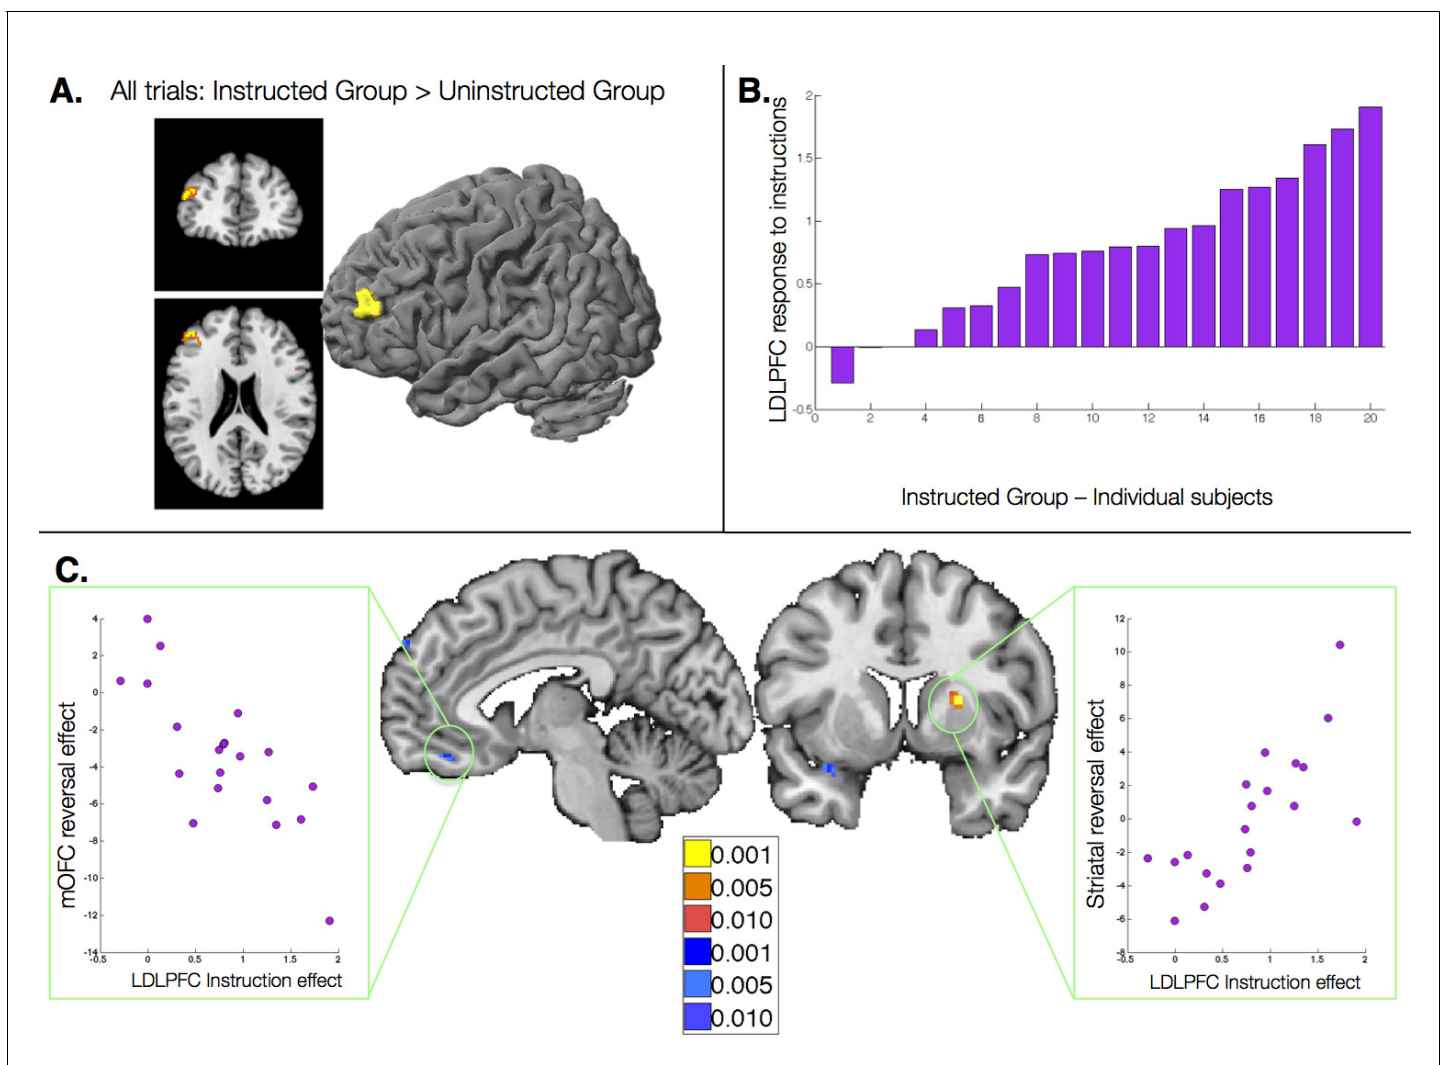 A. All trials: Instructed Group > Uninstructed Group
B.
LDLPFC response to instructions
2
1.5
1
0.5
0
-0.5
0 2 4 6 8 10 12 14 16 18 20
Instructed Group – Individual subjects
C.
mOFC reversal effect
4
2
0
-2
-4
-6
-8
-10
-12
-14
-0.5 0 0.5 1 1.5 2
LDLPFC Instruction effect
0.001
0.005
0.010
0.001
0.005
0.010
Striatal reversal effect
12
10
8
6
4
2
0
-2
-4
-6
-8
-0.5 0 0.5 1 1.5 2
LDLPFC Instruction effect